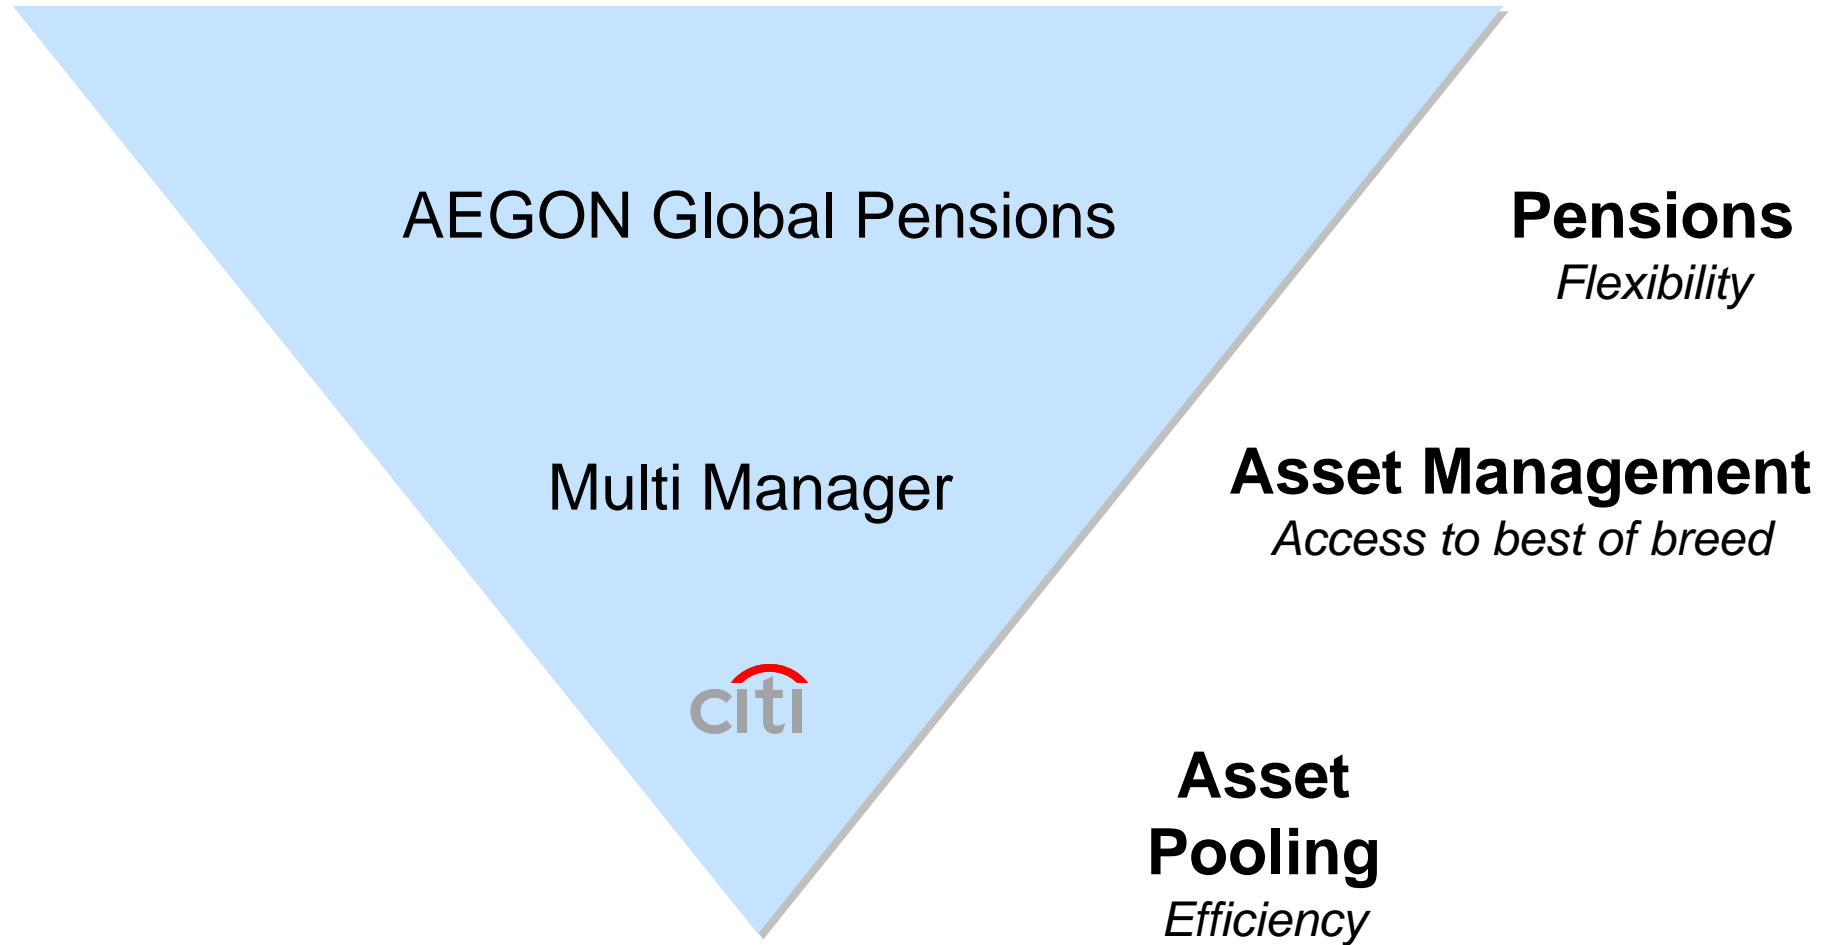 AEGON Global Pensions
Pensions
Flexibility
Multi Manager
Asset Management
Access to best of breed
citi
Asset
Pooling
Efficiency